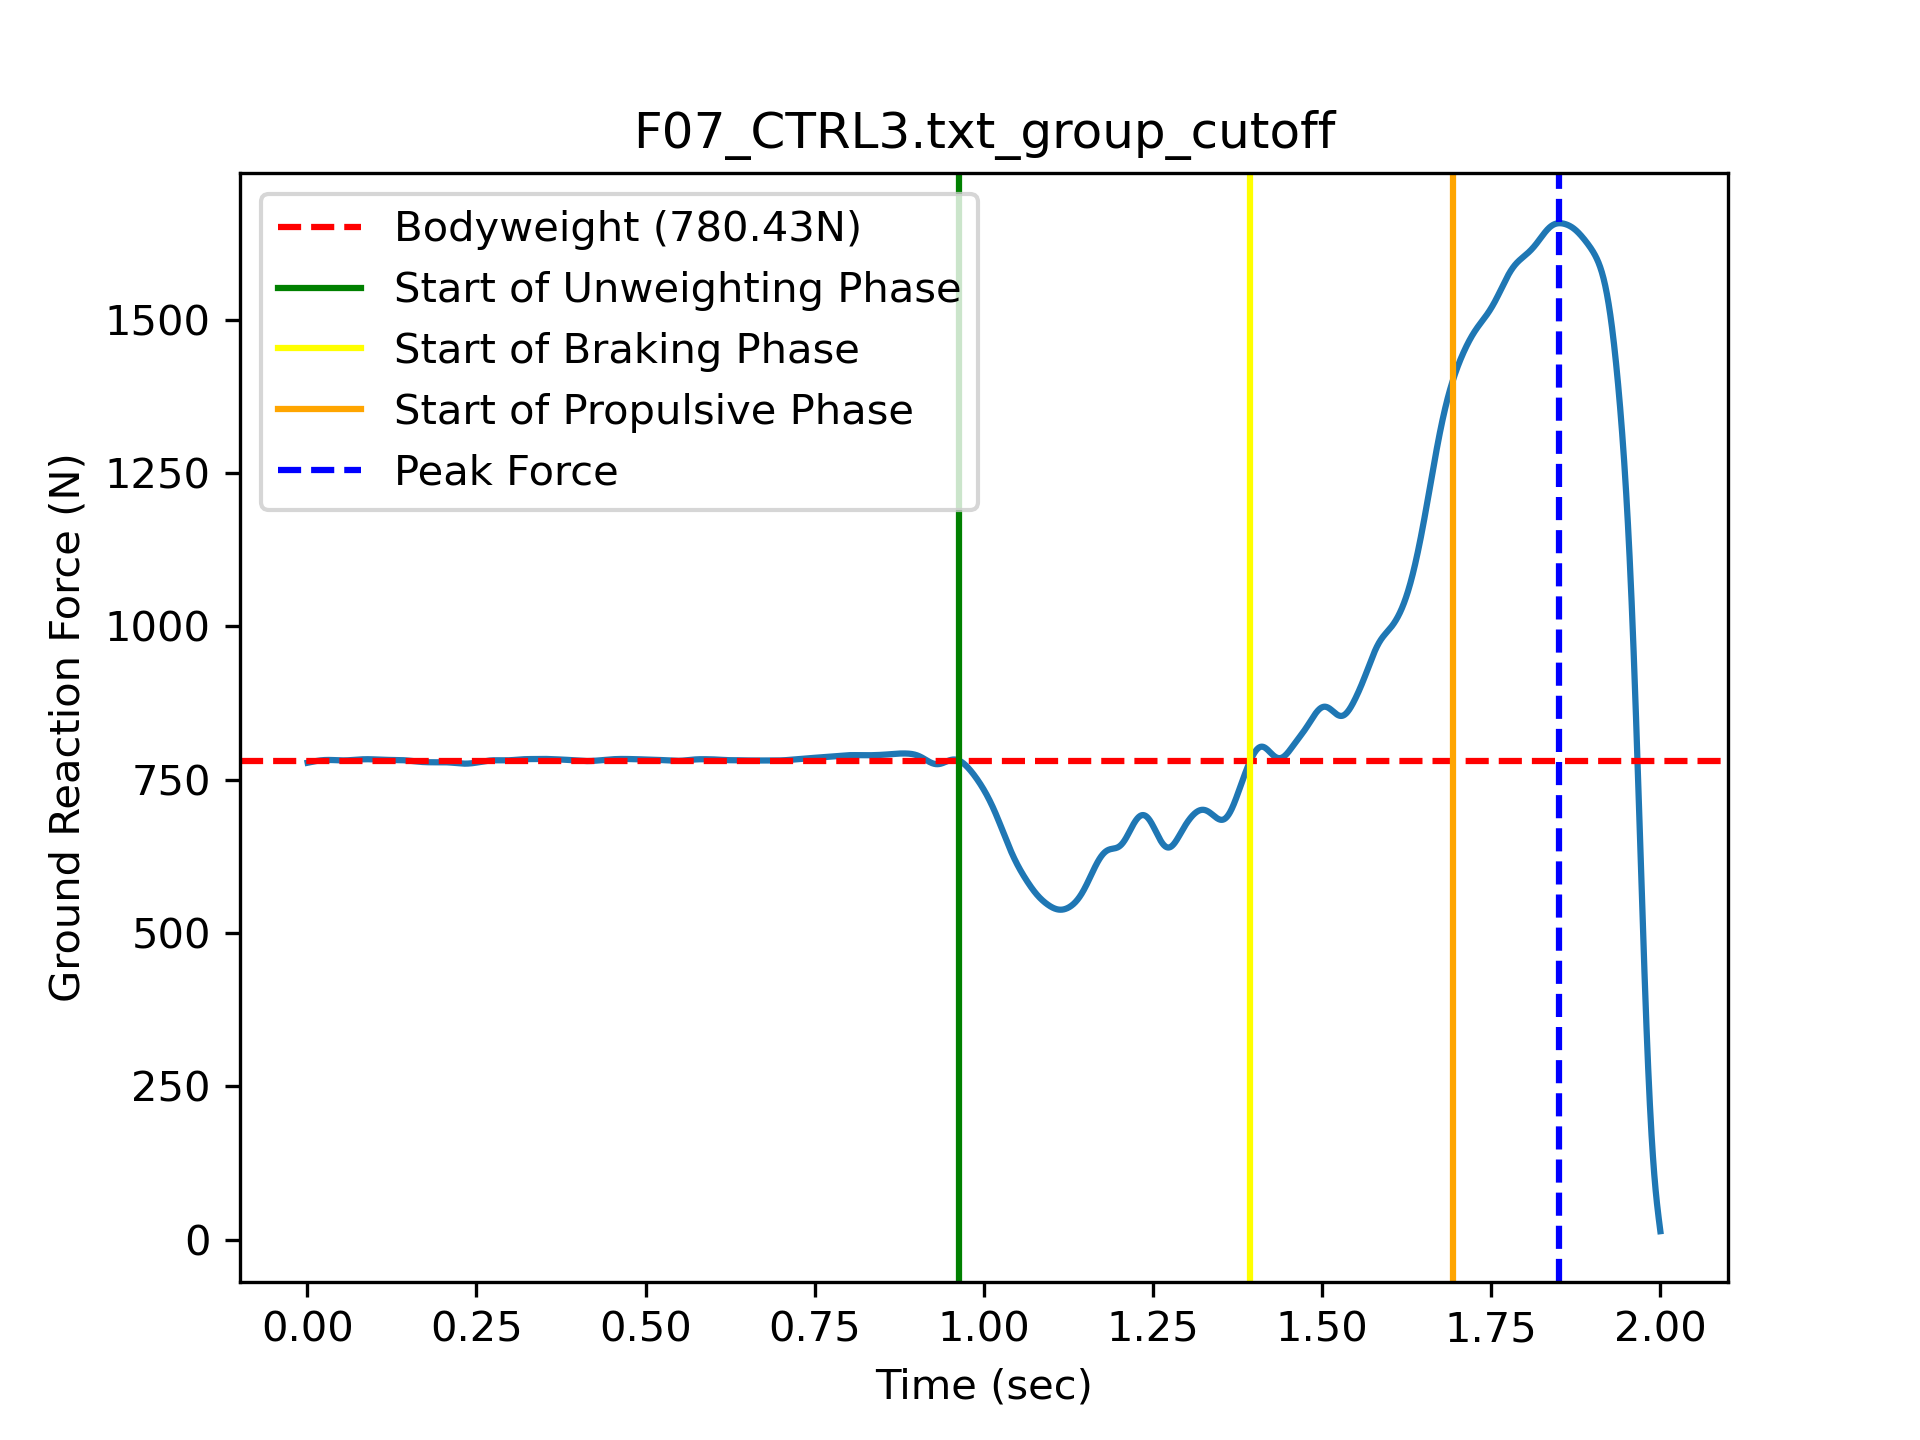 F07_CTRL3.txt_group_cutoff
Bodyweight (780.43N)
Start of Unweighting Phase
Start of Braking Phase
Start of Propulsive Phase
Peak Force
Ground Reaction Force (N)
1500
1250
1000
750
500
250
0
0.00 0.25 0.50 0.75 1.00 1.25 1.50 1.75 2.00
Time (sec)